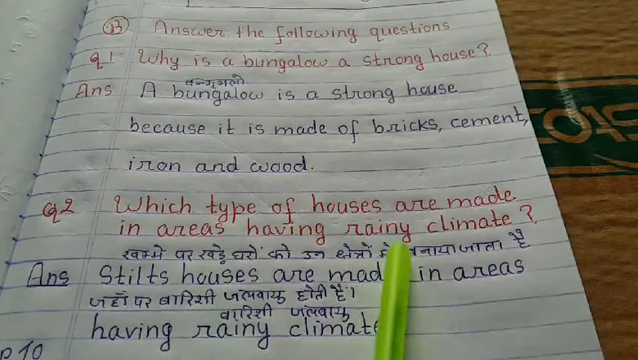 B Answer the following questions
Q1 Why is a bungalow a strong house?
बन्गलो
Ans A bungalow is a strong house
because it is made of bricks, cement,
iron and wood.
Q2 Which type of houses are made
in areas having rainy climate?
खम्भे पर खड़े घरों को उन क्षेत्रों में बनाया जाता है
Ans Stilts houses are made in areas
जहाँ पर बारिशी जलवायु होती है।
बारिशी जलवायु
having rainy climate
P 10